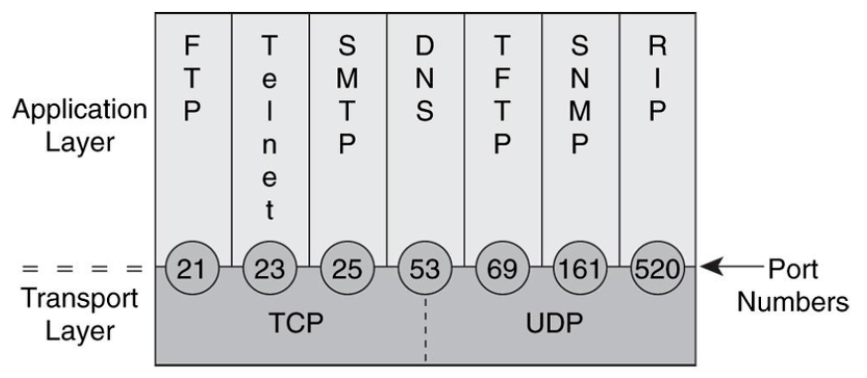 Application
Layer
FTP
Telnet
SMTP
DNS
TFTP
SNMP
RIP
= = = =
21
23
25
53
69
161
520
Port
Numbers
Transport
Layer
TCP
UDP